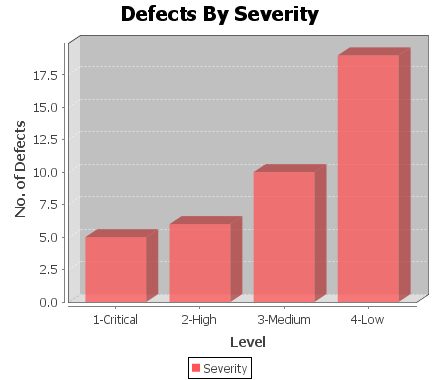 Defects By Severity
No. of Defects
17.5
15.0
12.5
10.0
7.5
5.0
2.5
0.0
1-Critical
2-High
3-Medium
4-Low
Level
Severity